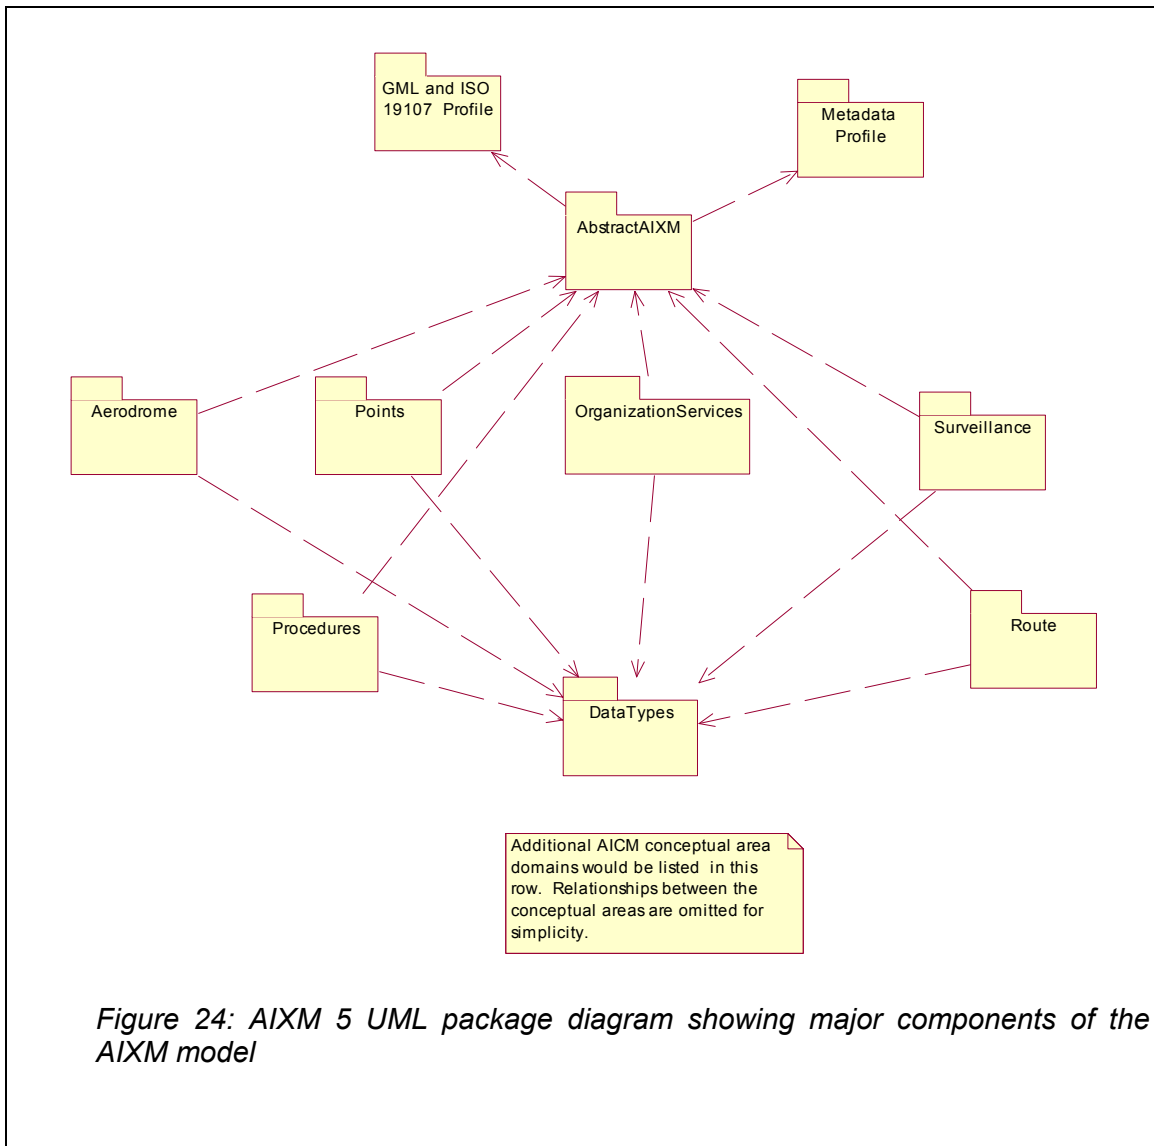 GML and ISO
19107 Profile
Metadata
Profile
AbstractAIXM
Aerodrome
Points
OrganizationServices
Surveillance
Procedures
Route
DataTypes
Additional AICM conceptual area
domains would be listed in this
row. Relationships between the
conceptual areas are omitted for
simplicity.
Figure 24: AIXM 5 UML package diagram showing major components of the
AIXM model